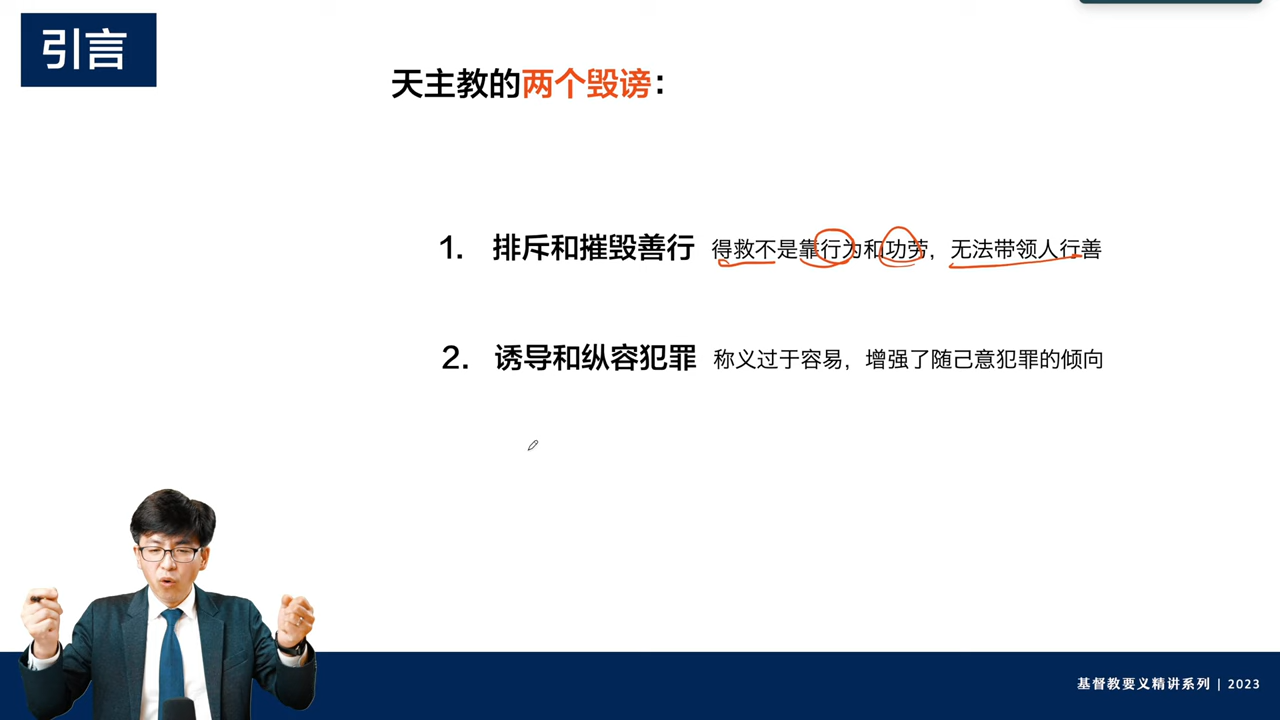 引言
天主教的两个毁谤：
1. 排斥和摧毁善行 得救不是靠行为和功劳，无法带领人行善
2. 诱导和纵容犯罪 称义过于容易，增强了随己意犯罪的倾向
基督教要义精讲系列 | 2023